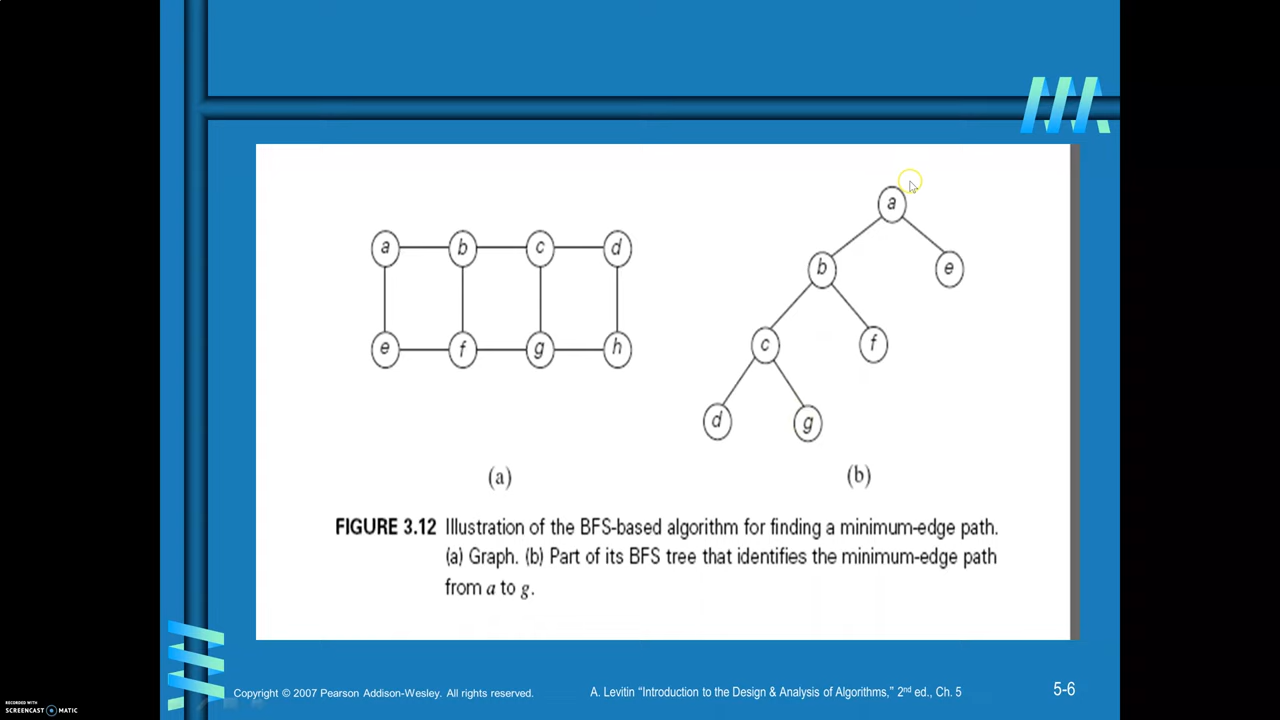 a b c d
e f g h
a
b e
c f
d g
(a) (b)
FIGURE 3.12 Illustration of the BFS-based algorithm for finding a minimum-edge path.
(a) Graph. (b) Part of its BFS tree that identifies the minimum-edge path
from a to g.
Copyright © 2007 Pearson Addison-Wesley. All rights reserved.
A. Levitin “Introduction to the Design & Analysis of Algorithms,” 2nd ed., Ch. 5
5-6
RECORDED WITH
SCREENCAST MATIC